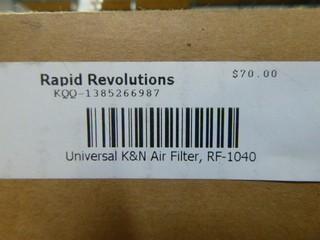 Rapid Revolutions $70.00
KQQ-1385266987
Universal K&N Air Filter, RF-1040